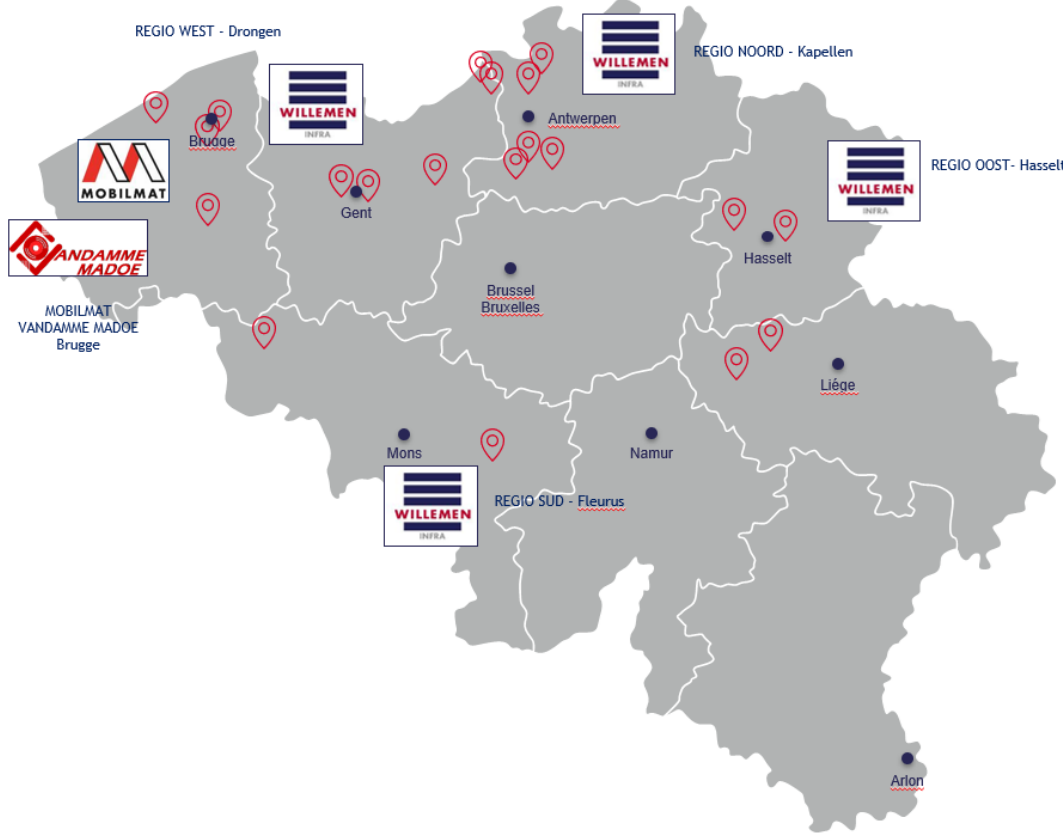 REGIO WEST - Drongen
REGIO NOORD - Kapellen
WILLEMEN
INFRA
WILLEMEN
INFRA
Antwerpen
Brugge
MOBILMAT
REGIO OOST- Hasselt
WILLEMEN
INFRA
Gent
VANDAMME
MADOE
Hasselt
Brussel
Bruxelles
MOBILMAT
VANDAMME MADOE
Brugge
Liége
Mons
Namur
WILLEMEN
INFRA
REGIO SUD - Fleurus
Arlon